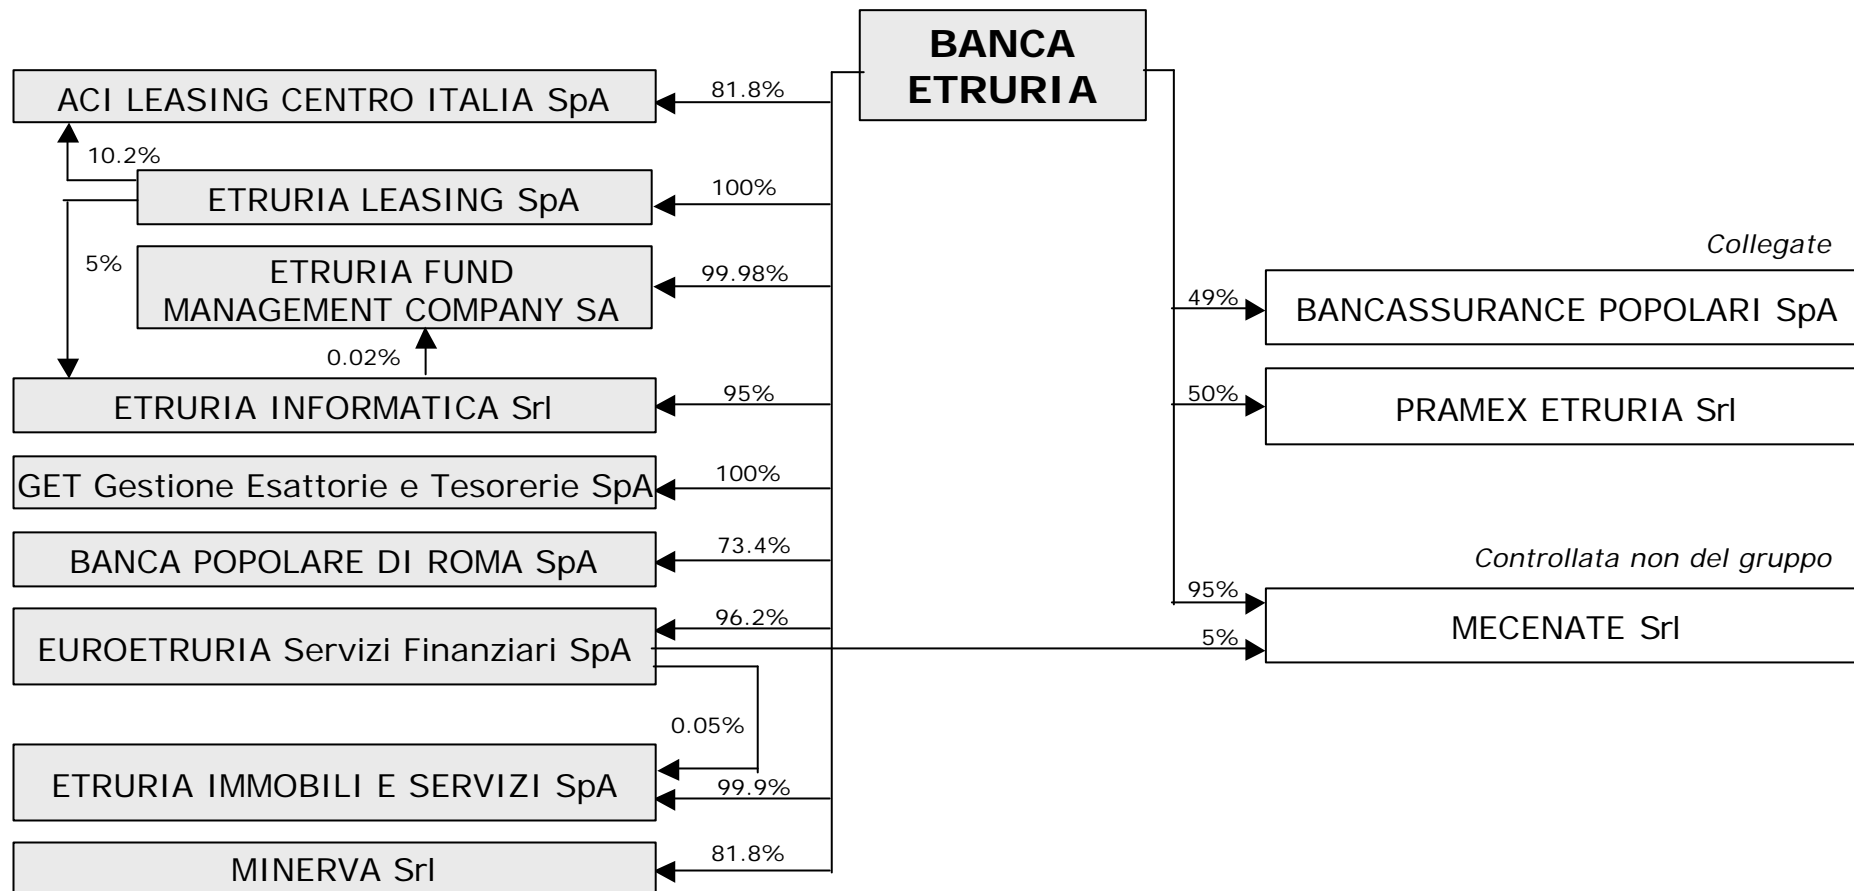 BANCA
ETRURIA
ACI LEASING CENTRO ITALIA SpA
81.8%
10.2%
ETRURIA LEASING SpA
100%
5%
ETRURIA FUND
MANAGEMENT COMPANY SA
99.98%
0.02%
ETRURIA INFORMATICA Srl
95%
GET Gestione Esattorie e Tesorerie SpA
100%
BANCA POPOLARE DI ROMA SpA
73.4%
EUROETRURIA Servizi Finanziari SpA
96.2%
0.05%
ETRURIA IMMOBILI E SERVIZI SpA
99.9%
MINERVA Srl
81.8%
Collegate
49%
BANCASSURANCE POPOLARI SpA
50%
PRAMEX ETRURIA Srl
Controllata non del gruppo
95%
5%
MECENATE Srl